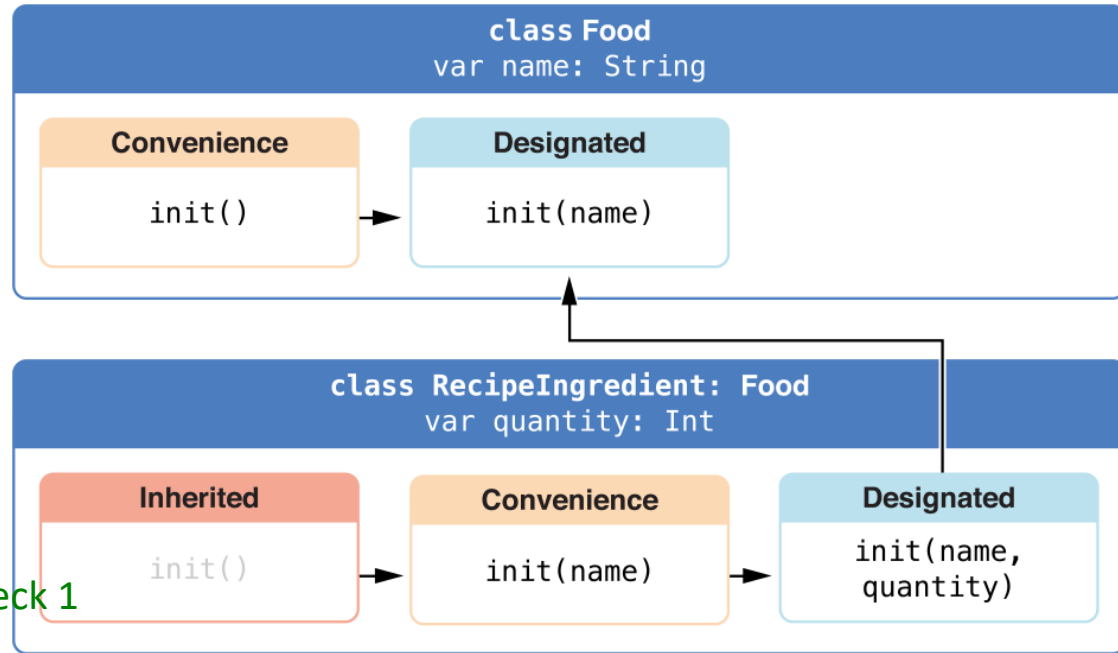 class Food
var name: String
Convenience
init()
Designated
init(name)
class RecipeIngredient: Food
var quantity: Int
Inherited
init()
Convenience
init(name)
Designated
init(name,
quantity)
1